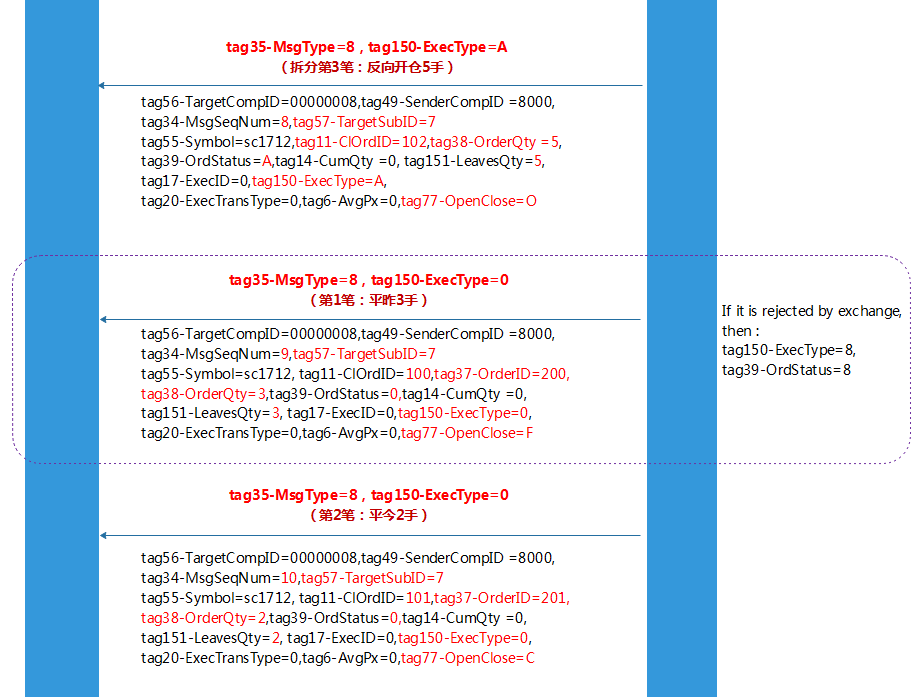 tag35-MsgType=8 , tag150-ExecType=A
（拆分第3笔：反向开仓5手）
tag56-TargetCompID=00000008,tag49-SenderCompID =8000,
tag34-MsgSeqNum=8,tag57-TargetSubID=7
tag55-Symbol=sc1712,tag11-ClOrdID=102,tag38-OrderQty =5,
tag39-OrdStatus=A,tag14-CumQty =0, tag151-LeavesQty=5,
tag17-ExecID=0,tag150-ExecType=A,
tag20-ExecTransType=0,tag6-AvgPx=0,tag77-OpenClose=O
tag35-MsgType=8 , tag150-ExecType=0
（第1笔：平昨3手）
tag56-TargetCompID=00000008,tag49-SenderCompID =8000,
tag34-MsgSeqNum=9,tag57-TargetSubID=7
tag55-Symbol=sc1712, tag11-ClOrdID=100,tag37-OrderID=200,
tag38-OrderQty=3,tag39-OrdStatus=0,tag14-CumQty =0,
tag151-LeavesQty=3, tag17-ExecID=0,tag150-ExecType=0,
tag20-ExecTransType=0,tag6-AvgPx=0,tag77-OpenClose=F
If it is rejected by exchange,
then :
tag150-ExecType=8,
tag39-OrdStatus=8
tag35-MsgType=8 , tag150-ExecType=0
（第2笔：平今2手）
tag56-TargetCompID=00000008,tag49-SenderCompID =8000,
tag34-MsgSeqNum=10,tag57-TargetSubID=7
tag55-Symbol=sc1712, tag11-ClOrdID=101,tag37-OrderID=201,
tag38-OrderQty=2,tag39-OrdStatus=0,tag14-CumQty =0,
tag151-LeavesQty=2, tag17-ExecID=0,tag150-ExecType=0,
tag20-ExecTransType=0,tag6-AvgPx=0,tag77-OpenClose=C